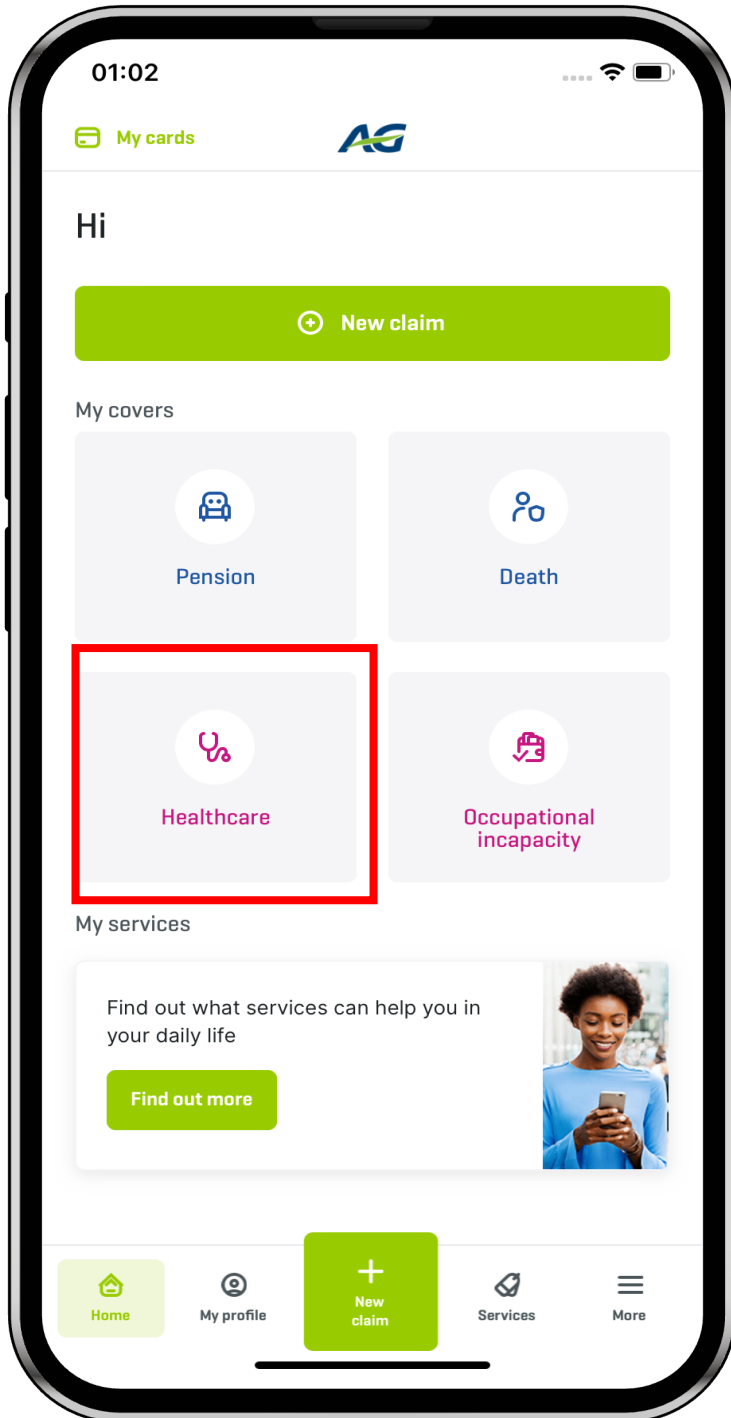 01:02
My cards
AG
Hi
New claim
My covers
Pension
Death
Healthcare
Occupational
incapacity
My services
Find out what services can help you in
your daily life
Find out more
Home
My profile
New
claim
Services
More